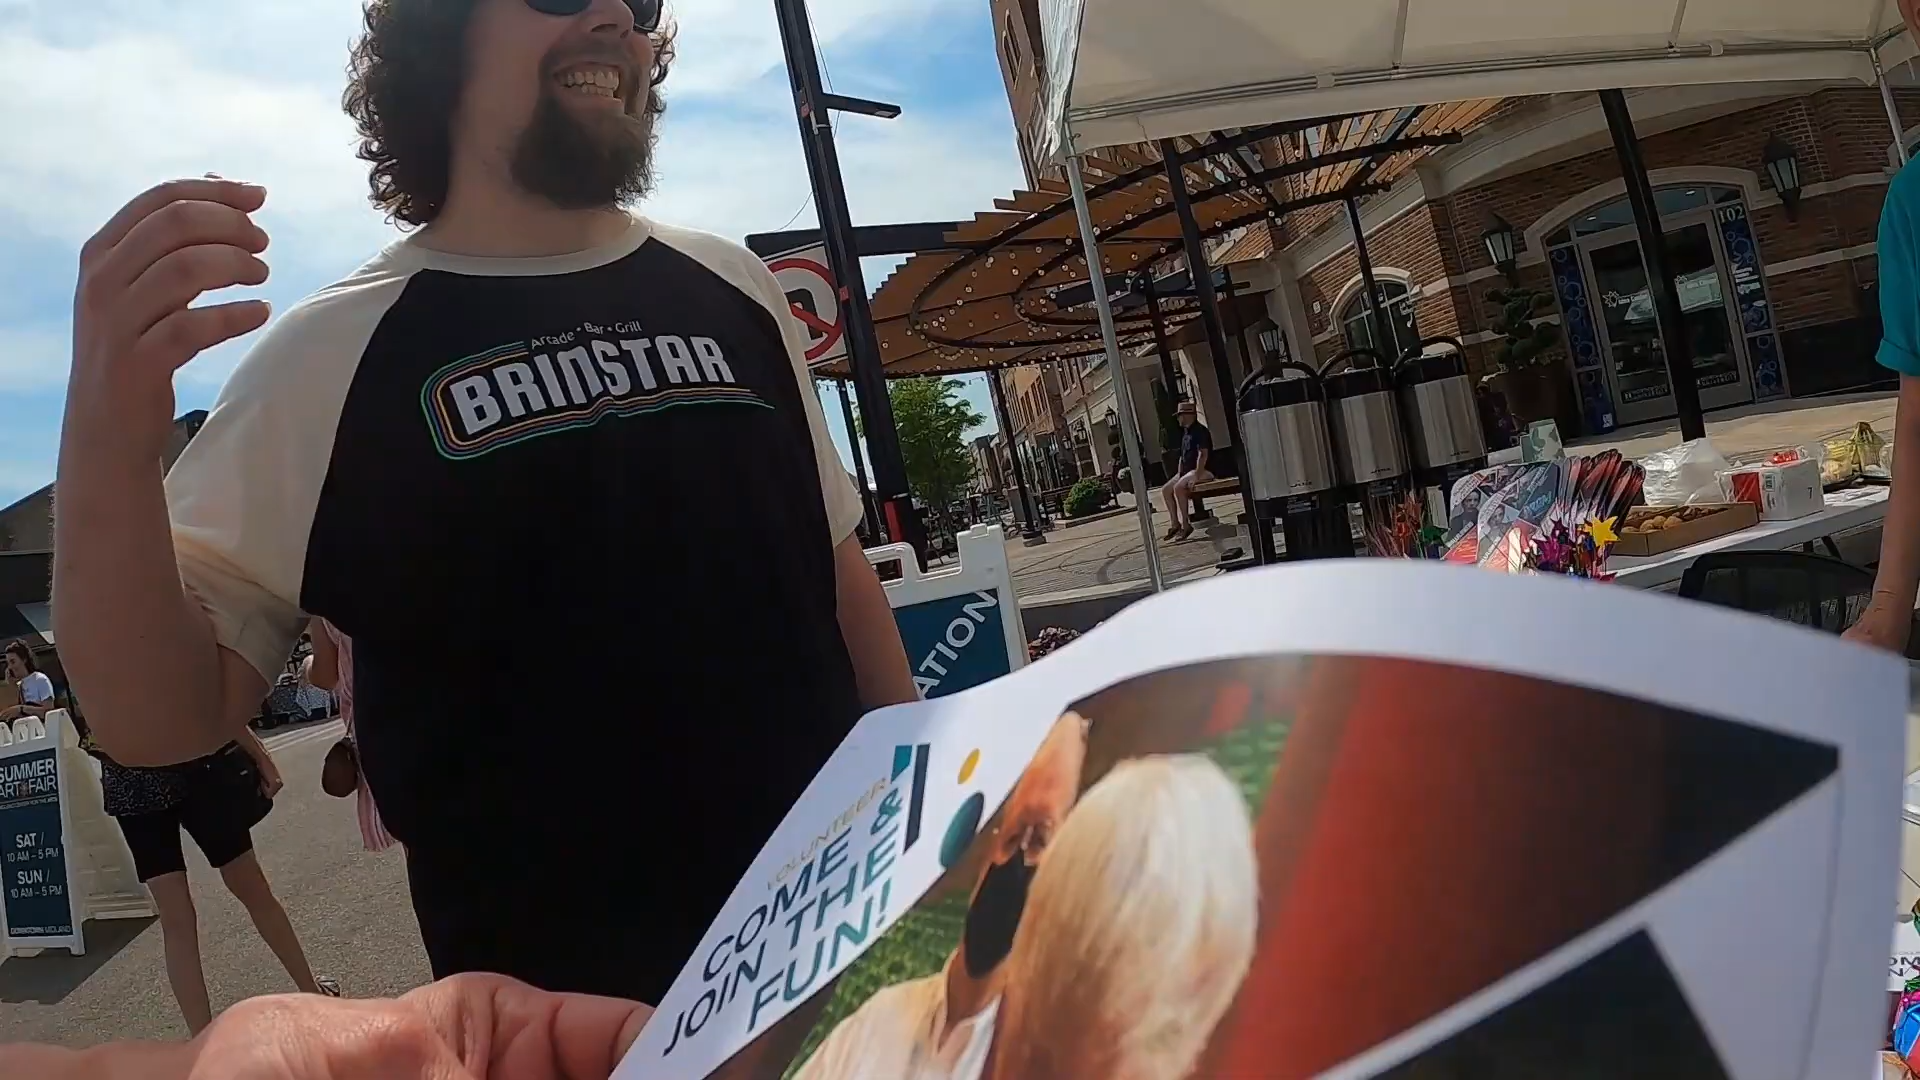 Arcade • Bar • Grill
BRINSTAR
102
ATION
SUMMER
ART FAIR
SAT /
10 AM – 5 PM
SUN /
10 AM – 5 PM
DOWNTOWN MIDLAND
VOLUNTEER
COME &
JOIN THE
FUN!